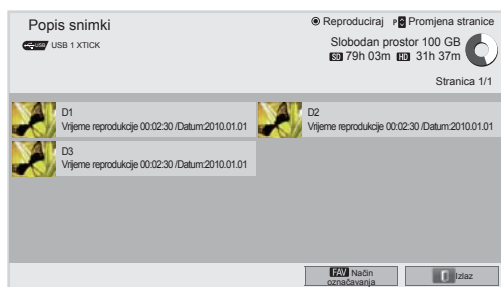 Popis snimki
Reproduciraj P Promjena stranice
USB USB 1 XTICK
Slobodan prostor 100 GB
SD 79h 03m HD 31h 37m
Stranica 1/1
D1
Vrijeme reprodukcije 00:02:30 /Datum:2010.01.01
D2
Vrijeme reprodukcije 00:02:30 /Datum:2010.01.01
D3
Vrijeme reprodukcije 00:02:30 /Datum:2010.01.01
FAV Način
označavanja
Izlaz